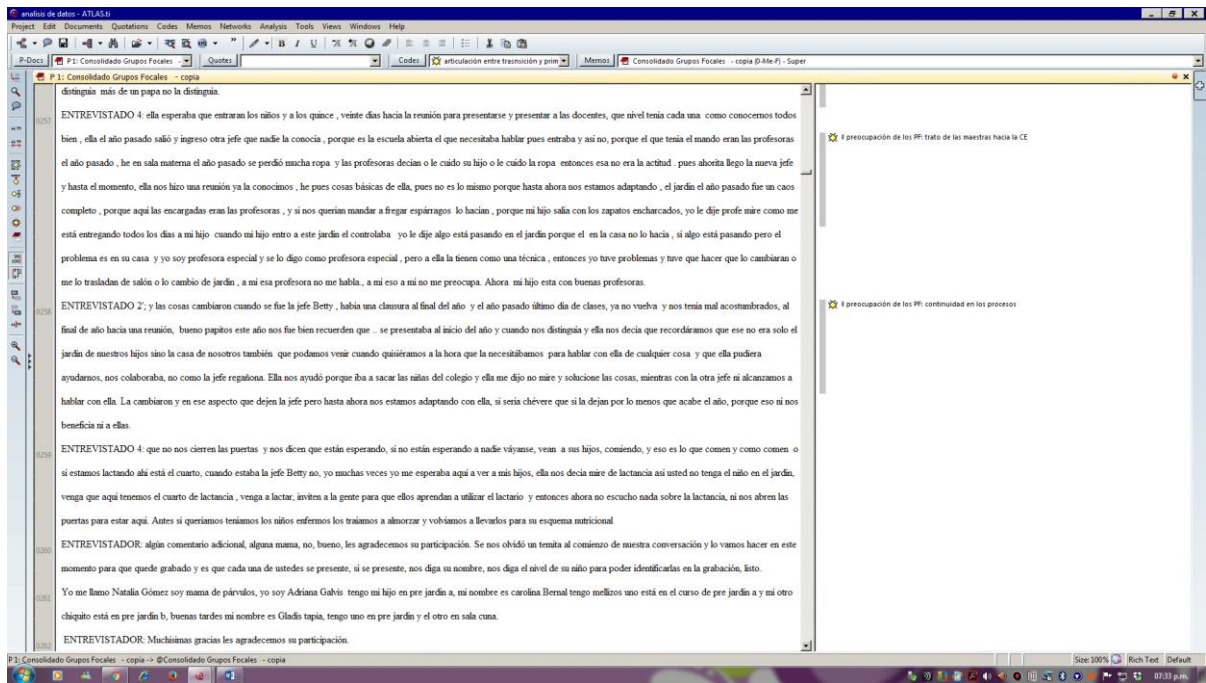 analisis de datos - ATLAS.ti
Project Edit Documents Quotations Codes Memos Networks Analysis Tools Views Windows Help
P-Docs P 1: Consolidado Grupos Focales - Quotes Codes articulación entre trasnsición y prim Memos Consolidado Grupos Focales - copia (0-Me-F) - Super
P 1: Consolidado Grupos Focales - copia
distinguia más de un papa no la distinguia.
0257
ENTREVISTADO 4: ella esperaba que entraran los niños y a los quince , veinte dias hacia la reunión para presentarse y presentar a las docentes, que nivel tenia cada una como conocemos todos
bien , ella el año pasado salió y ingreso otra jefe que nadie la conocia , porque es la escuela abierta el que necesitaba hablar pues entraba y asi no, porque el que tenia el mando eran las profesoras
el año pasado , he en sala materna el año pasado se perdió mucha ropa y las profesoras decian o le cuido su hijo o le cuido la ropa entonces esa no era la actitud . pues ahorita llego la nueva jefe
y hasta el momento, ella nos hizo una reunión ya la conocimos , he pues cosas básicas de ella, pues no es lo mismo porque hasta ahora nos estamos adaptando , el jardin el año pasado fue un caos
completo , porque aqui las encargadas eran las profesoras , y si nos querian mandar a fregar espárragos lo hacian , porque mi hijo salia con los zapatos encharcados, yo le dije profe mire como me
está entregando todos los dias a mi hijo cuando mi hijo entro a este jardin el controlaba yo le dije algo está pasando en el jardin porque el en la casa no lo hacia , si algo está pasando pero el
problema es en su casa y yo soy profesora especial y se lo digo como profesora especial , pero a ella la tienen como una técnica , entonces yo tuve problemas y tuve que hacer que lo cambiaran o
me lo trasladan de salón o lo cambio de jardin , a mi esa profesora no me habla., a mi eso a mi no me preocupa. Ahora mi hijo esta con buenas profesoras.
0258
ENTREVISTADO 2'; y las cosas cambiaron cuando se fue la jefe Betty , habia una clausura al final del año y el año pasado último dia de clases, ya no vuelva y nos tenia mal acostumbrados, al
final de año hacia una reunión, bueno papitos este año nos fue bien recuerden que .. se presentaba al inicio del año y cuando nos distinguia y ella nos decia que recordáramos que ese no era solo el
jardin de nuestros hijos sino la casa de nosotros también que podamos venir cuando quisiéramos a la hora que la necesitábamos para hablar con ella de cualquier cosa y que ella pudiera
ayudarnos, nos colaboraba, no como la jefe regañona. Ella nos ayudó porque iba a sacar las niñas del colegio y ella me dijo no mire y solucione las cosas, mientras con la otra jefe ni alcanzamos a
hablar con ella. La cambiaron y en ese aspecto que dejen la jefe pero hasta ahora nos estamos adaptando con ella, si seria chévere que si la dejan por lo menos que acabe el año, porque eso ni nos
beneficia ni a ellas.
0259
ENTREVISTADO 4: que no nos cierren las puertas y nos dicen que están esperando, si no están esperando a nadie váyanse, vean a sus hijos, comiendo, y eso es lo que comen y como comen o
si estamos lactando ahi está el cuarto, cuando estaba la jefe Betty no, yo muchas veces yo me esperaba aqui a ver a mis hijos, ella nos decia mire de lactancia asi usted no tenga el niño en el jardin,
venga que aqui tenemos el cuarto de lactancia , venga a lactar, inviten a la gente para que ellos aprendan a utilizar el lactario y entonces ahora no escucho nada sobre la lactancia, ni nos abren las
puertas para estar aqui. Antes si queriamos teniamos los niños enfermos los traiamos a almorzar y volviamos a llevarlos para su esquema nutricional
0260
ENTREVISTADOR: algún comentario adicional, alguna mama, no, bueno, les agradecemos su participación. Se nos olvidó un temita al comienzo de nuestra conversación y lo vamos hacer en este
momento para que quede grabado y es que cada una de ustedes se presente, si se presente, nos diga su nombre, nos diga el nivel de su niño para poder identificarlas en la grabación, listo.
0261
Yo me llamo Natalia Gómez soy mama de párvulos, yo soy Adriana Galvis tengo mi hijo en pre jardin a, mi nombre es carolina Bernal tengo mellizos uno está en el curso de pre jardin a y mi otro
chiquito está en pre jardin b, buenas tardes mi nombre es Gladis tapia, tengo uno en pre jardin y el otro en sala cuna.
0262
ENTREVISTADOR: Muchisimas gracias les agradecemos su participación.
II preocupación de los PF: trato de las maestras hacia la CE
II preocupación de los PF: continuidad en los procesos
P 1: Consolidado Grupos Focales - copia -> @Consolidado Grupos Focales - copia
Size: 100% Rich Text Default
07:33 p.m.